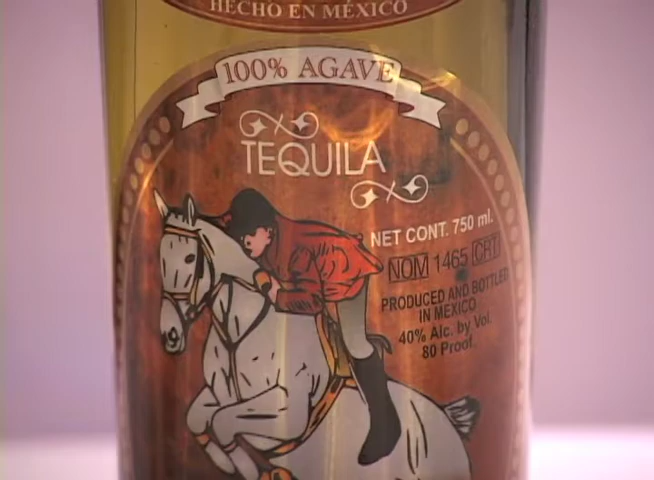 HECHO EN MÉXICO
100% AGAVE
TEQUILA
NET CONT. 750 ml.
NOM 1465 CRT
PRODUCED AND BOTTLED
IN MEXICO
40% Alc. by Vol.
80 Proof.